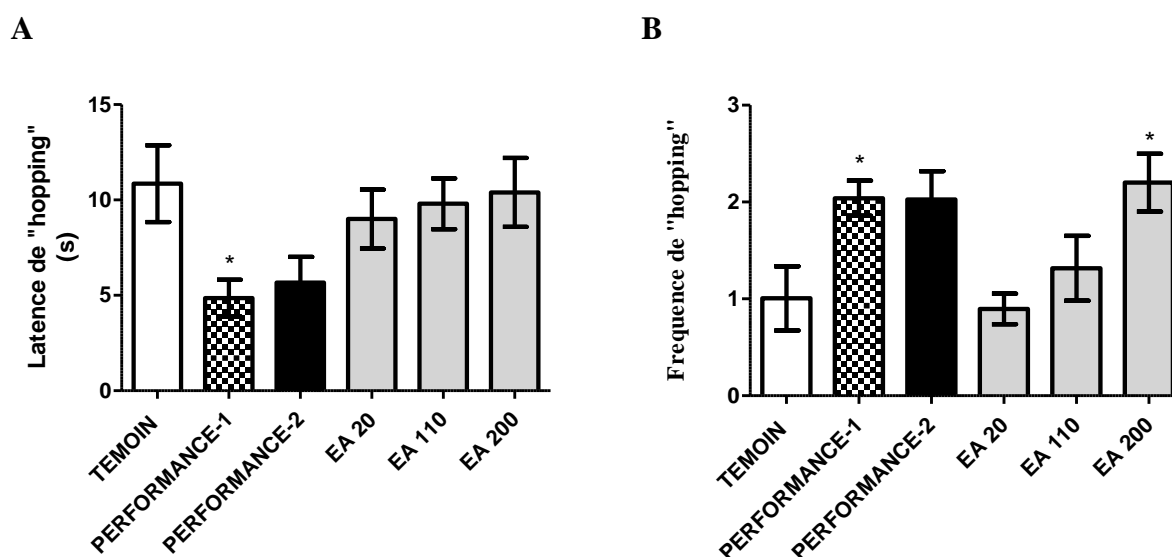 A
Latence de "hopping"
(s)
15
10
5
0
*
TEMOIN
PERFORMANCE-1
PERFORMANCE-2
EA 20
EA 110
EA 200
B
Frequence de "hopping"
3
2
1
0
*
*
TEMOIN
PERFORMANCE-1
PERFORMANCE-2
EA 20
EA 110
EA 200